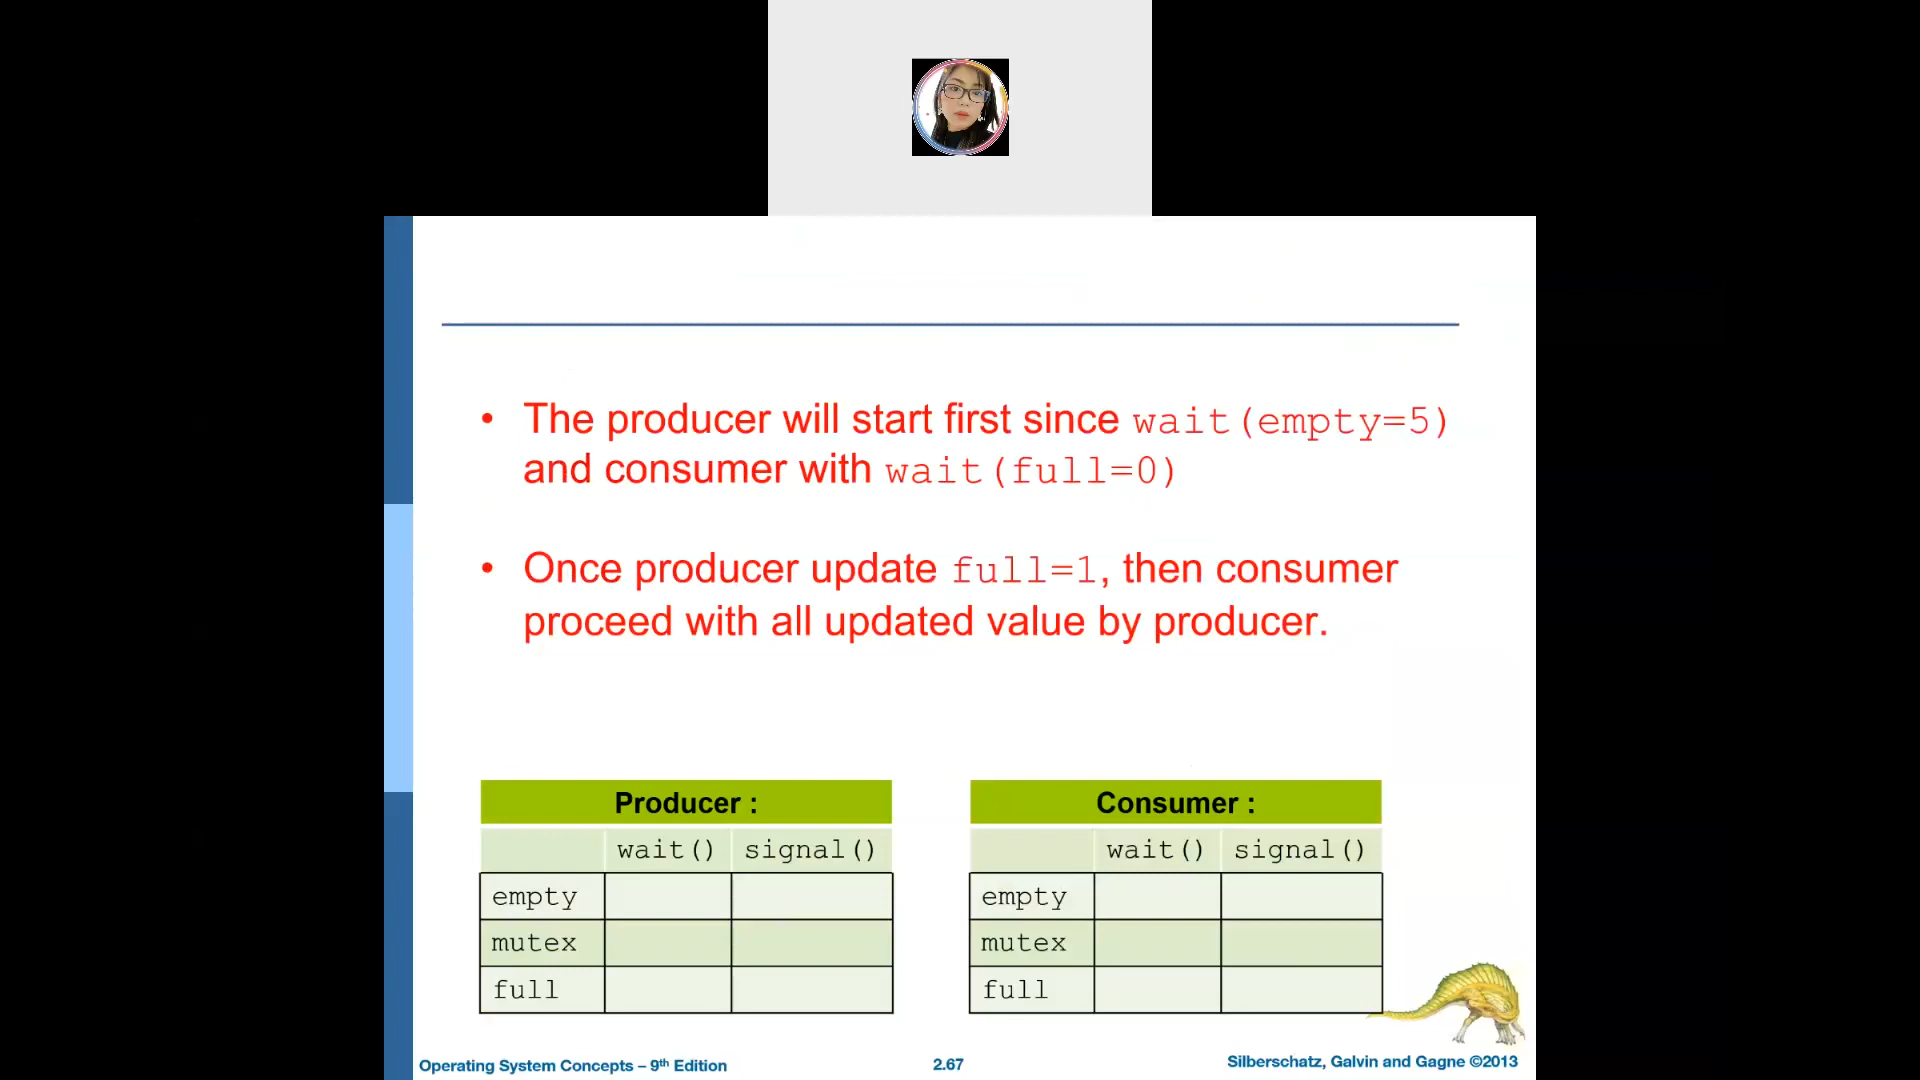 • The producer will start first since wait(empty=5)
and consumer with wait(full=0)
• Once producer update full=1, then consumer
proceed with all updated value by producer.
Producer :
wait() signal()
empty
mutex
full
Consumer :
wait() signal()
empty
mutex
full
Operating System Concepts – 9th Edition
2.67
Silberschatz, Galvin and Gagne ©2013